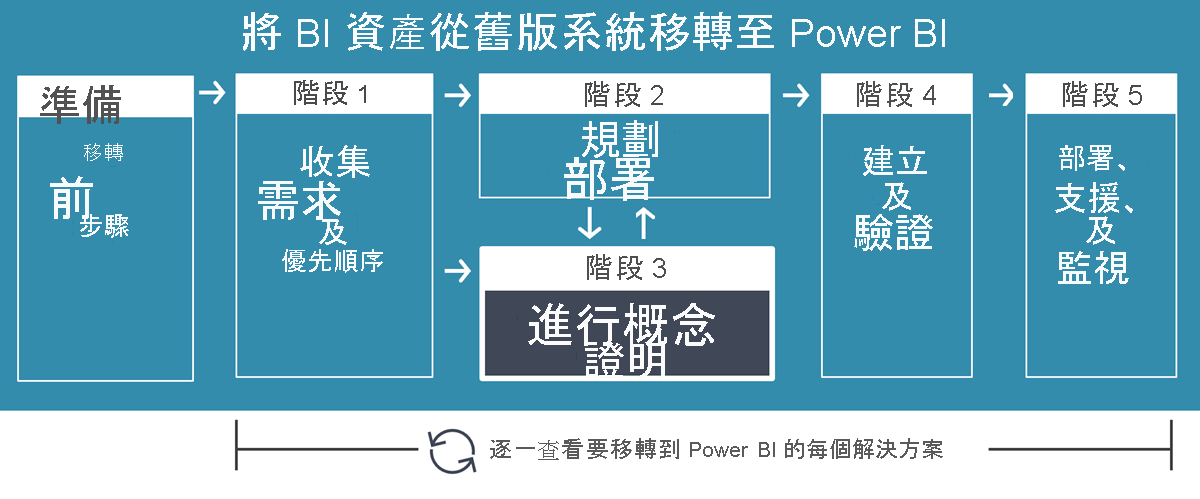 將 BI 資產從舊版系統移轉至 Power BI
準備
移轉
前
步驟
階段 1
收集
需求
及
優先順序
階段 2
規劃
部署
階段 3
進行概念
證明
階段 4
建立
及
驗證
階段 5
部署、
支援、
及
監視
逐一查看要移轉到 Power BI 的每個解決方案